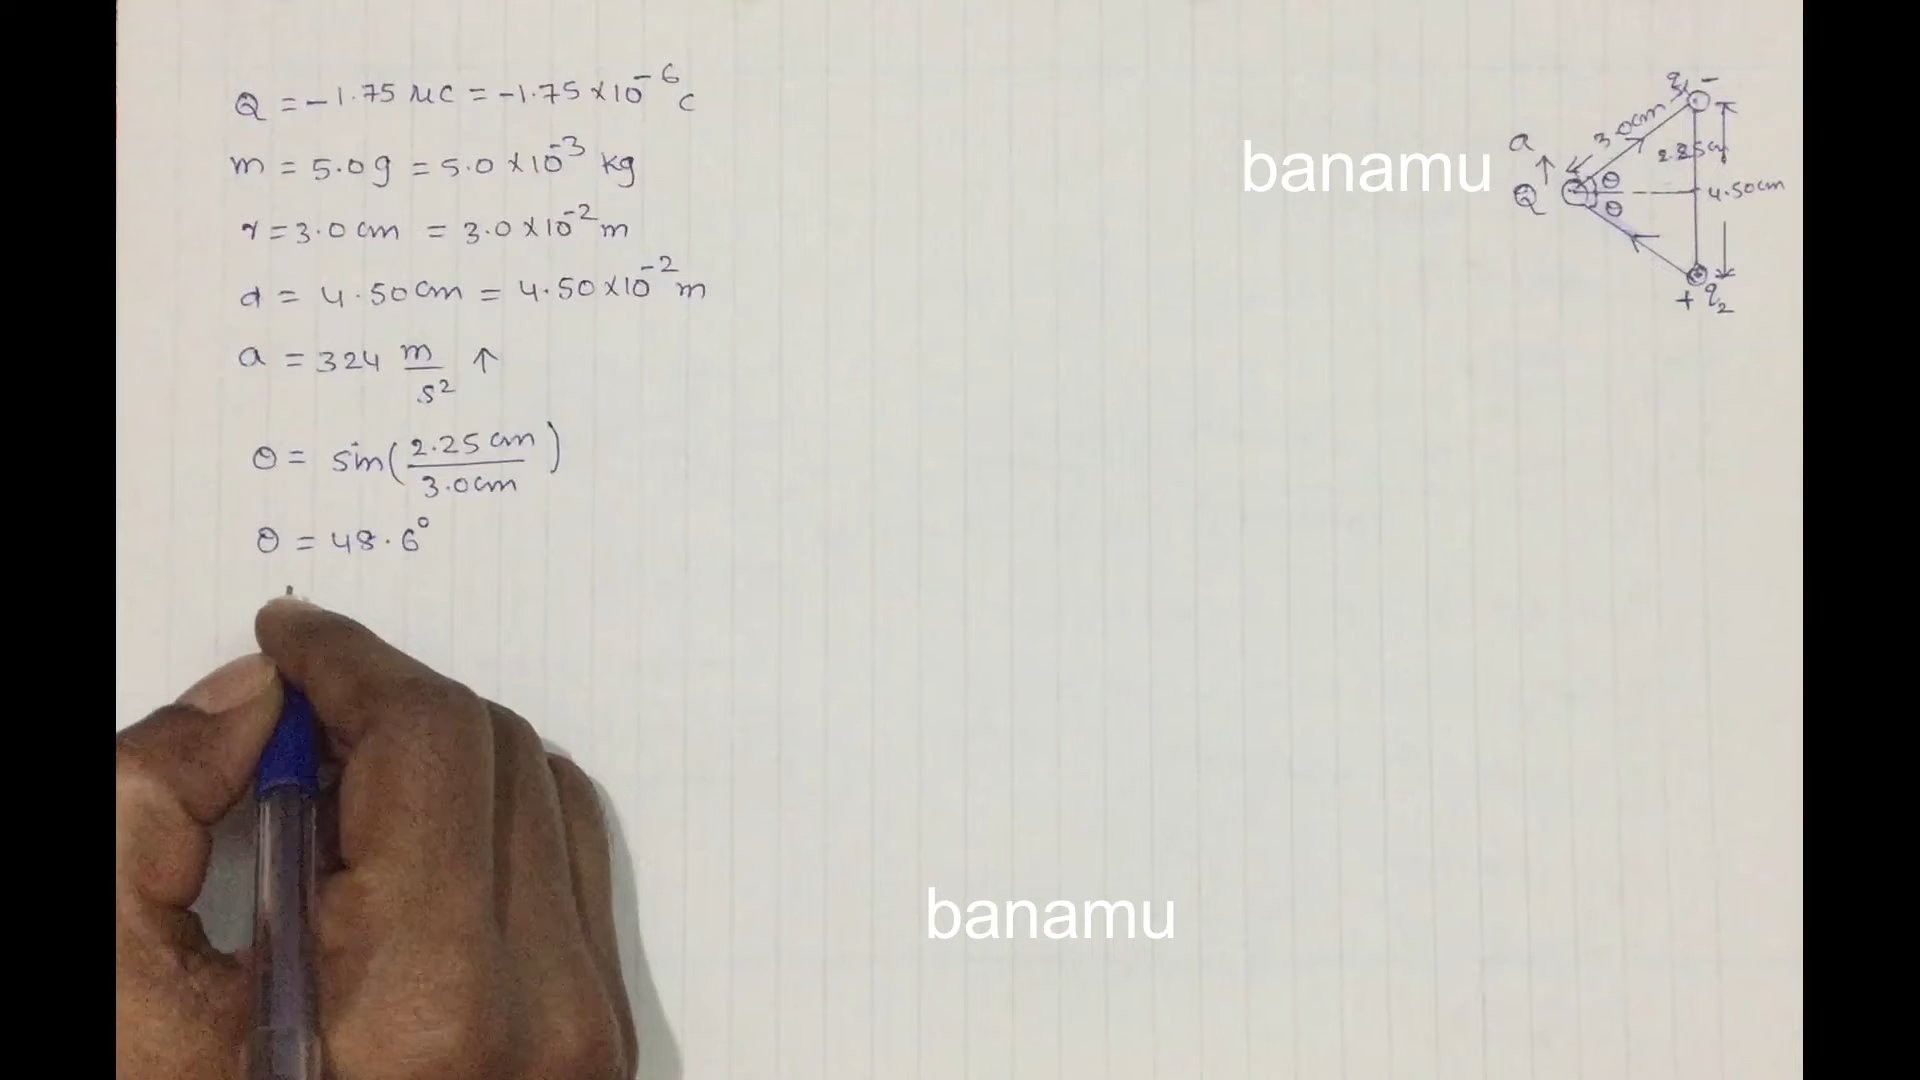 Q = -1.75 μC = -1.75 × 10⁻⁶ C
m = 5.0 g = 5.0 × 10⁻³ kg
r = 3.0 cm = 3.0 × 10⁻² m
d = 4.50 cm = 4.50 × 10⁻² m
a = 324 m/s² ↑
θ = sin(2.25 cm / 3.0 cm)
θ = 48.6°
q₁ -
3.0cm
a ↑
2.25cm
Q
θ
θ
4.50cm
+ q₂
banamu
banamu